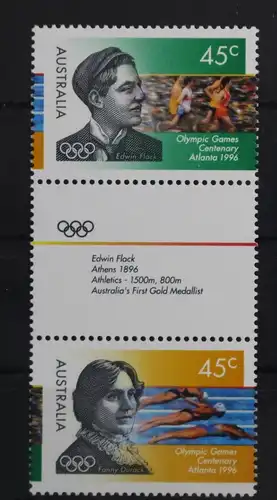 45c
AUSTRALIA
Edwin Flack
Olympic Games
Centenary
Atlanta 1996
Edwin Flack
Athens 1896
Athletics - 1500m, 800m
Australia's First Gold Medallist
45c
AUSTRALIA
Fanny Durack
Olympic Games
Centenary
Atlanta 1996